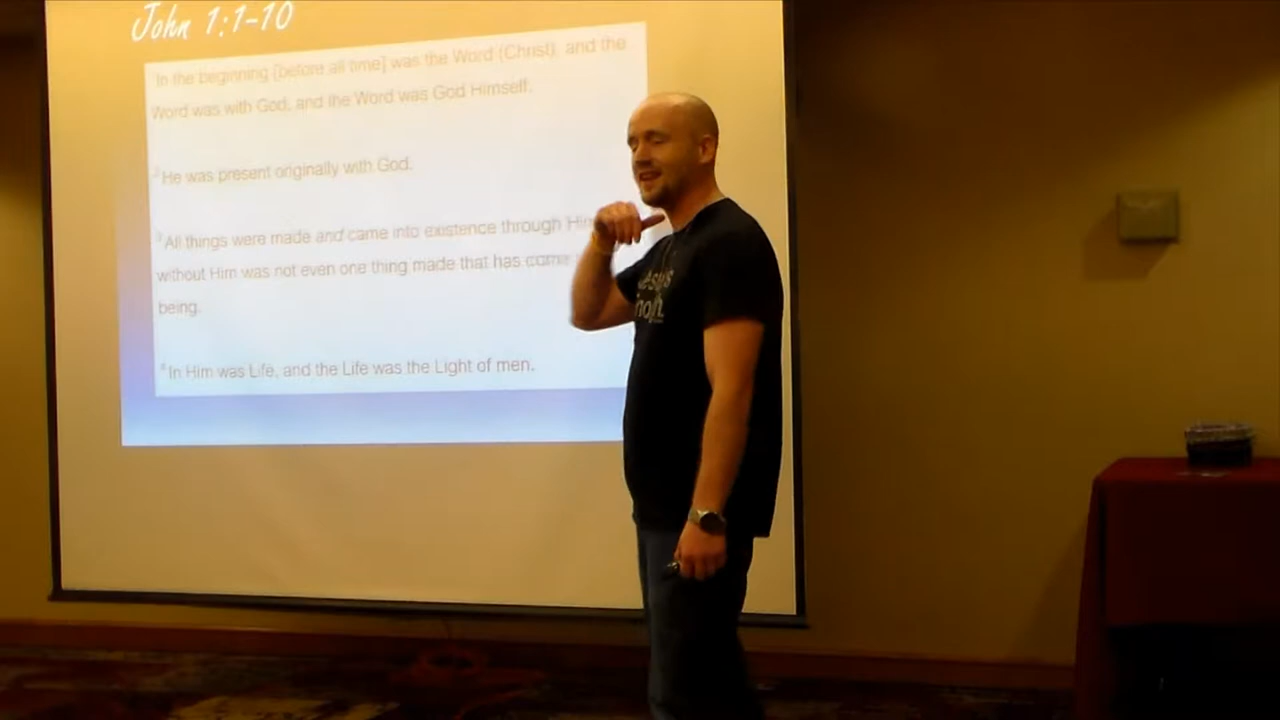 John 1:1-10
In the beginning [before all time] was the Word (Christ), and the
Word was with God, and the Word was God Himself.
2 He was present originally with God.
3 All things were made and came into existence through
without Him was not even one thing made that has come
being.
4 In Him was Life, and the Life was the Light of men.